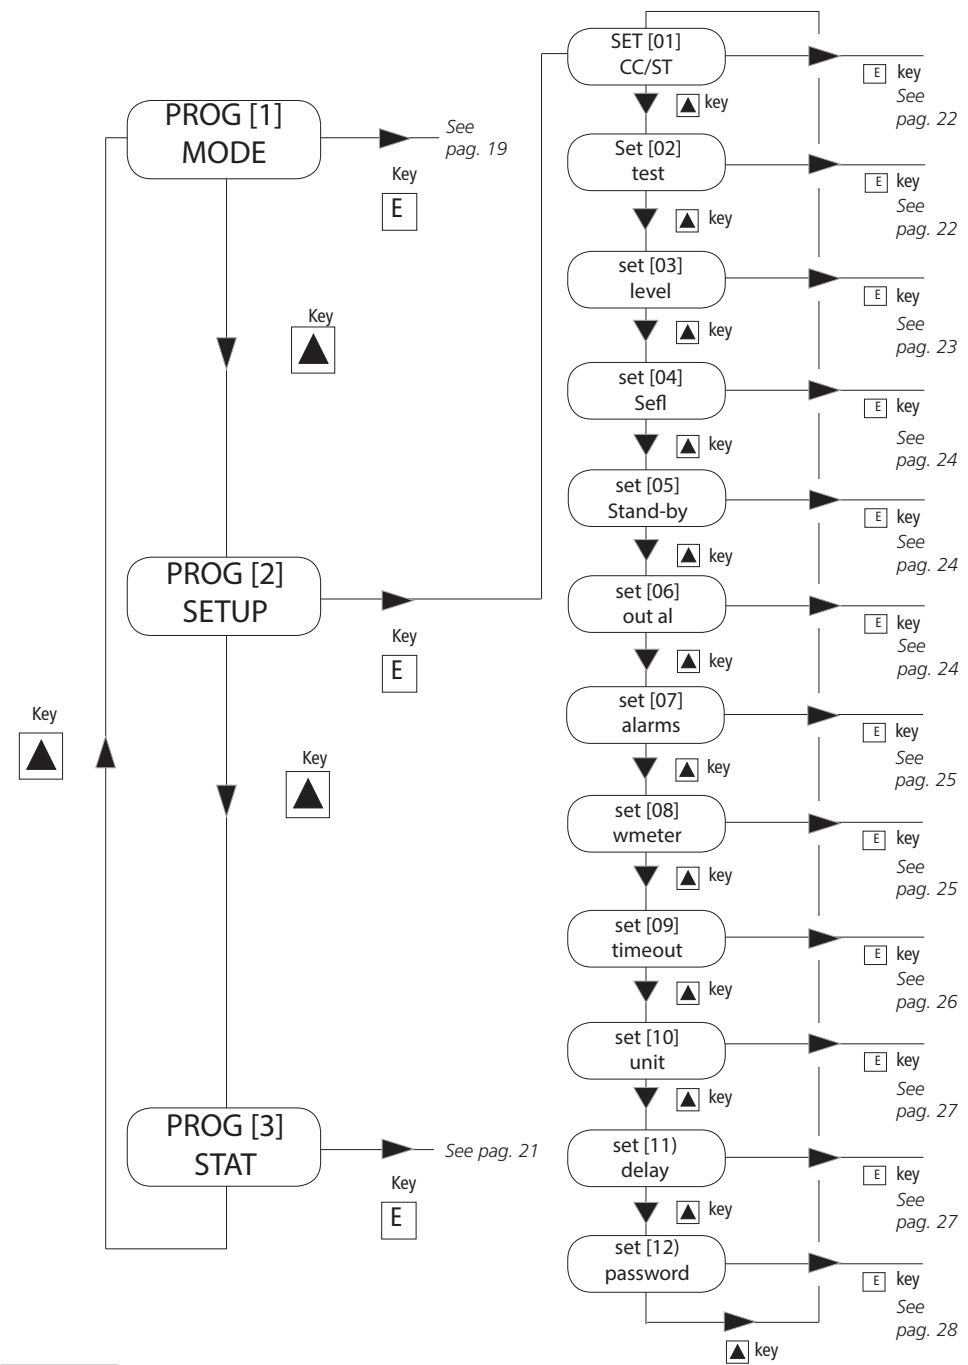 PROG [1]
MODE
See
pag. 19
Key
E
Key
PROG [2]
SETUP
Key
E
Key
Key
PROG [3]
STAT
See pag. 21
Key
E
SET [01]
CC/ST
E key
See
pag. 22
key
Set [02]
test
E key
See
pag. 22
key
set [03]
level
E key
See
pag. 23
key
set [04]
Sefl
E key
See
pag. 24
key
set [05]
Stand-by
E key
See
pag. 24
key
set [06]
out al
E key
See
pag. 24
key
set [07]
alarms
E key
See
pag. 25
key
set [08]
wmeter
E key
See
pag. 25
key
set [09]
timeout
E key
See
pag. 26
key
set [10]
unit
E key
See
pag. 27
key
set [11)
delay
E key
See
pag. 27
key
set [12)
password
E key
See
pag. 28
key